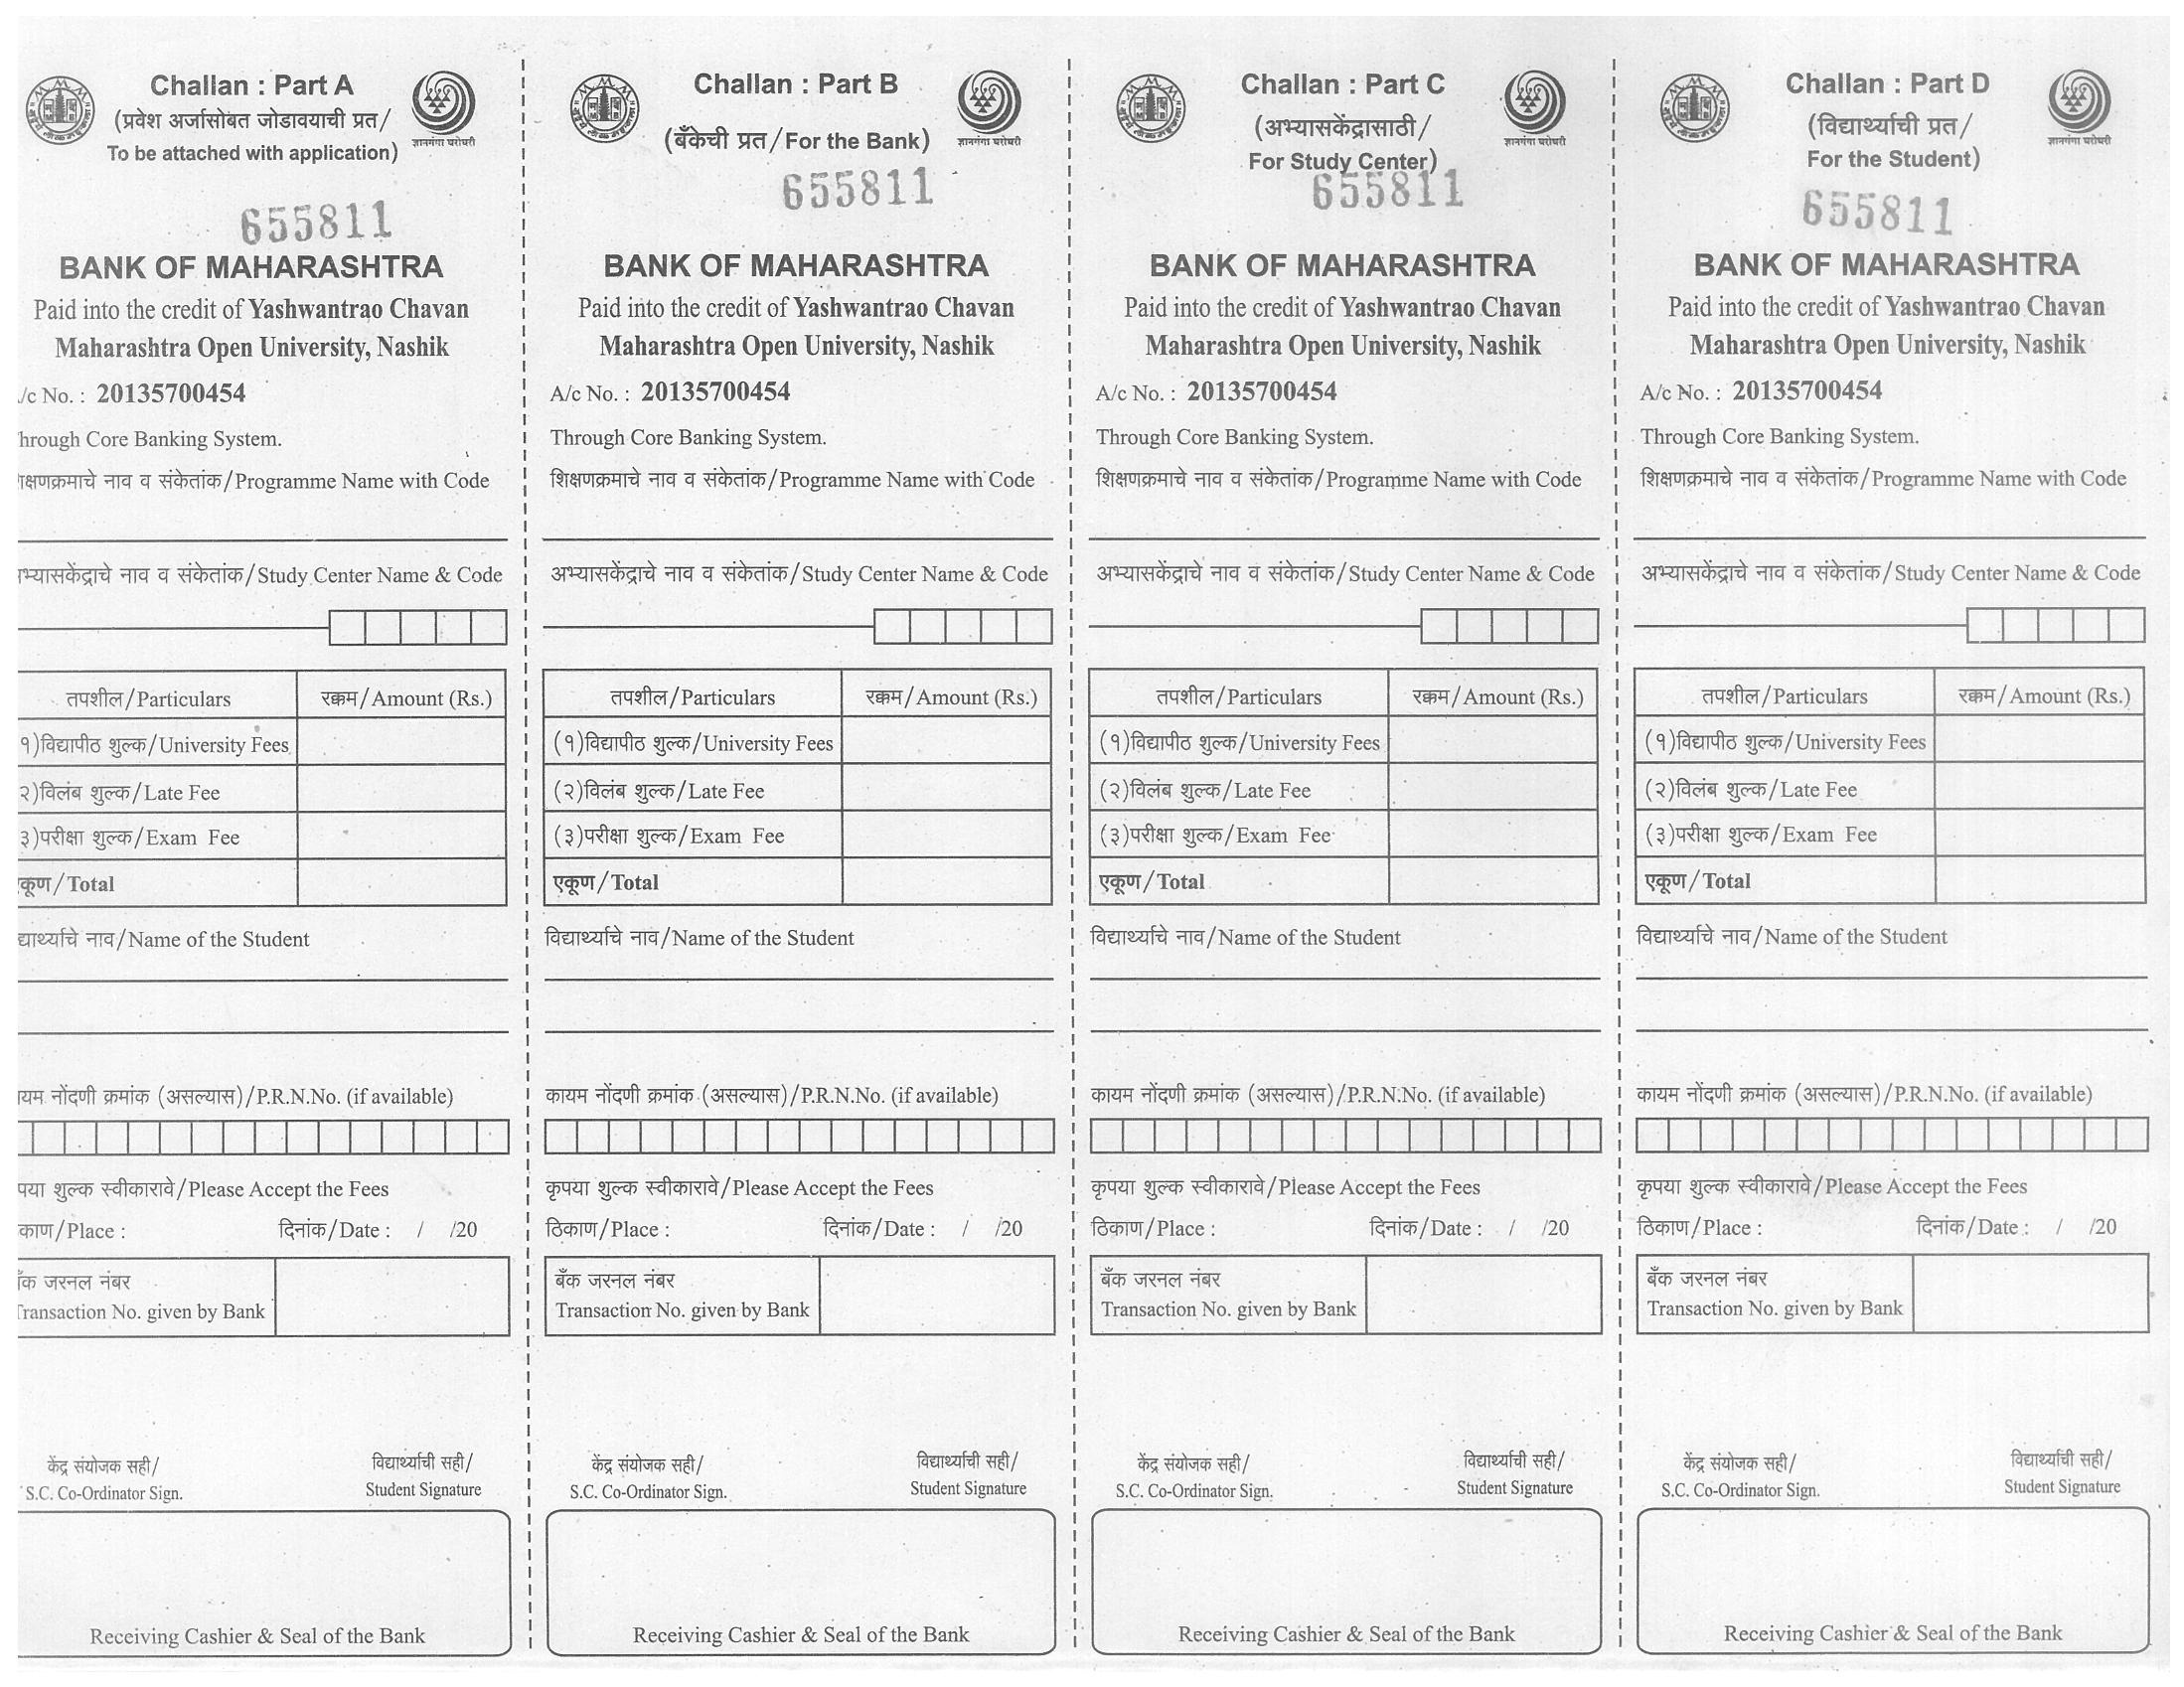 Challan : Part A
(प्रवेश अर्जासोबत जोडावयाची प्रत/
To be attached with application)
ज्ञानगंगा घरोघरी
655811
BANK OF MAHARASHTRA
Paid into the credit of Yashwantrao Chavan
Maharashtra Open University, Nashik
/c No. : 20135700454
hrough Core Banking System.
शिक्षणक्रमाचे नाव व संकेतांक/Programme Name with Code
भ्यासकेंद्राचे नाव व संकेतांक/Study Center Name & Code
तपशील/Particulars रक्कम/Amount (Rs.)
१)विद्यापीठ शुल्क/University Fees
२)विलंब शुल्क/Late Fee
३)परीक्षा शुल्क/Exam Fee
एकूण/Total
द्यार्थ्याचे नाव/Name of the Student
यम नोंदणी क्रमांक (असल्यास)/P.R.N.No. (if available)
पया शुल्क स्वीकारावे/Please Accept the Fees
काण/Place : दिनांक/Date : / /20
बँक जरनल नंबर
Transaction No. given by Bank
केंद्र संयोजक सही/ विद्यार्थ्याची सही/
S.C. Co-Ordinator Sign. Student Signature
Receiving Cashier & Seal of the Bank
Challan : Part B
(बँकेची प्रत/For the Bank)
ज्ञानगंगा घरोघरी
655811
BANK OF MAHARASHTRA
Paid into the credit of Yashwantrao Chavan
Maharashtra Open University, Nashik
A/c No. : 20135700454
Through Core Banking System.
शिक्षणक्रमाचे नाव व संकेतांक/Programme Name with Code
अभ्यासकेंद्राचे नाव व संकेतांक/Study Center Name & Code
तपशील/Particulars रक्कम/Amount (Rs.)
(१)विद्यापीठ शुल्क/University Fees
(२)विलंब शुल्क/Late Fee
(३)परीक्षा शुल्क/Exam Fee
एकूण/Total
विद्यार्थ्याचे नाव/Name of the Student
कायम नोंदणी क्रमांक (असल्यास)/P.R.N.No. (if available)
कृपया शुल्क स्वीकारावे/Please Accept the Fees
ठिकाण/Place : दिनांक/Date : / /20
बँक जरनल नंबर
Transaction No. given by Bank
केंद्र संयोजक सही/ विद्यार्थ्याची सही/
S.C. Co-Ordinator Sign. Student Signature
Receiving Cashier & Seal of the Bank
Challan : Part C
(अभ्यासकेंद्रासाठी/
For Study Center)
ज्ञानगंगा घरोघरी
655811
BANK OF MAHARASHTRA
Paid into the credit of Yashwantrao Chavan
Maharashtra Open University, Nashik
A/c No. : 20135700454
Through Core Banking System.
शिक्षणक्रमाचे नाव व संकेतांक/Programme Name with Code
अभ्यासकेंद्राचे नाव व संकेतांक/Study Center Name & Code
तपशील/Particulars रक्कम/Amount (Rs.)
(१)विद्यापीठ शुल्क/University Fees
(२)विलंब शुल्क/Late Fee
(३)परीक्षा शुल्क/Exam Fee
एकूण/Total
विद्यार्थ्याचे नाव/Name of the Student
कायम नोंदणी क्रमांक (असल्यास)/P.R.N.No. (if available)
कृपया शुल्क स्वीकारावे/Please Accept the Fees
ठिकाण/Place : दिनांक/Date : / /20
बँक जरनल नंबर
Transaction No. given by Bank
केंद्र संयोजक सही/ विद्यार्थ्याची सही/
S.C. Co-Ordinator Sign. Student Signature
Receiving Cashier & Seal of the Bank
Challan : Part D
(विद्यार्थ्याची प्रत/
For the Student)
ज्ञानगंगा घरोघरी
655811
BANK OF MAHARASHTRA
Paid into the credit of Yashwantrao Chavan
Maharashtra Open University, Nashik
A/c No. : 20135700454
Through Core Banking System.
शिक्षणक्रमाचे नाव व संकेतांक/Programme Name with Code
अभ्यासकेंद्राचे नाव व संकेतांक/Study Center Name & Code
तपशील/Particulars रक्कम/Amount (Rs.)
(१)विद्यापीठ शुल्क/University Fees
(२)विलंब शुल्क/Late Fee
(३)परीक्षा शुल्क/Exam Fee
एकूण/Total
विद्यार्थ्याचे नाव/Name of the Student
कायम नोंदणी क्रमांक (असल्यास)/P.R.N.No. (if available)
कृपया शुल्क स्वीकारावे/Please Accept the Fees
ठिकाण/Place : दिनांक/Date : / /20
बँक जरनल नंबर
Transaction No. given by Bank
केंद्र संयोजक सही/ विद्यार्थ्याची सही/
S.C. Co-Ordinator Sign. Student Signature
Receiving Cashier & Seal of the Bank